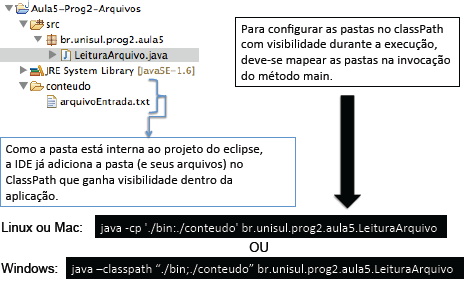 Aula5-Prog2-Arquivos
src
br.unisul.prog2.aula5
LeituraArquivo.java
JRE System Library [JavaSE-1.6]
conteudo
arquivoEntrada.txt
Para configurar as pastas no classPath
com visibilidade durante a execução,
deve-se mapear as pastas na invocação
do método main.
Como a pasta está interna ao projeto do eclipse,
a IDE já adiciona a pasta (e seus arquivos) no
ClassPath que ganha visibilidade dentro da
aplicação.
Linux ou Mac: java -cp './bin:./conteudo' br.unisul.prog2.aula5.LeituraArquivo
OU
Windows: java –classpath “./bin;./conteudo” br.unisul.prog2.aula5.LeituraArquivo